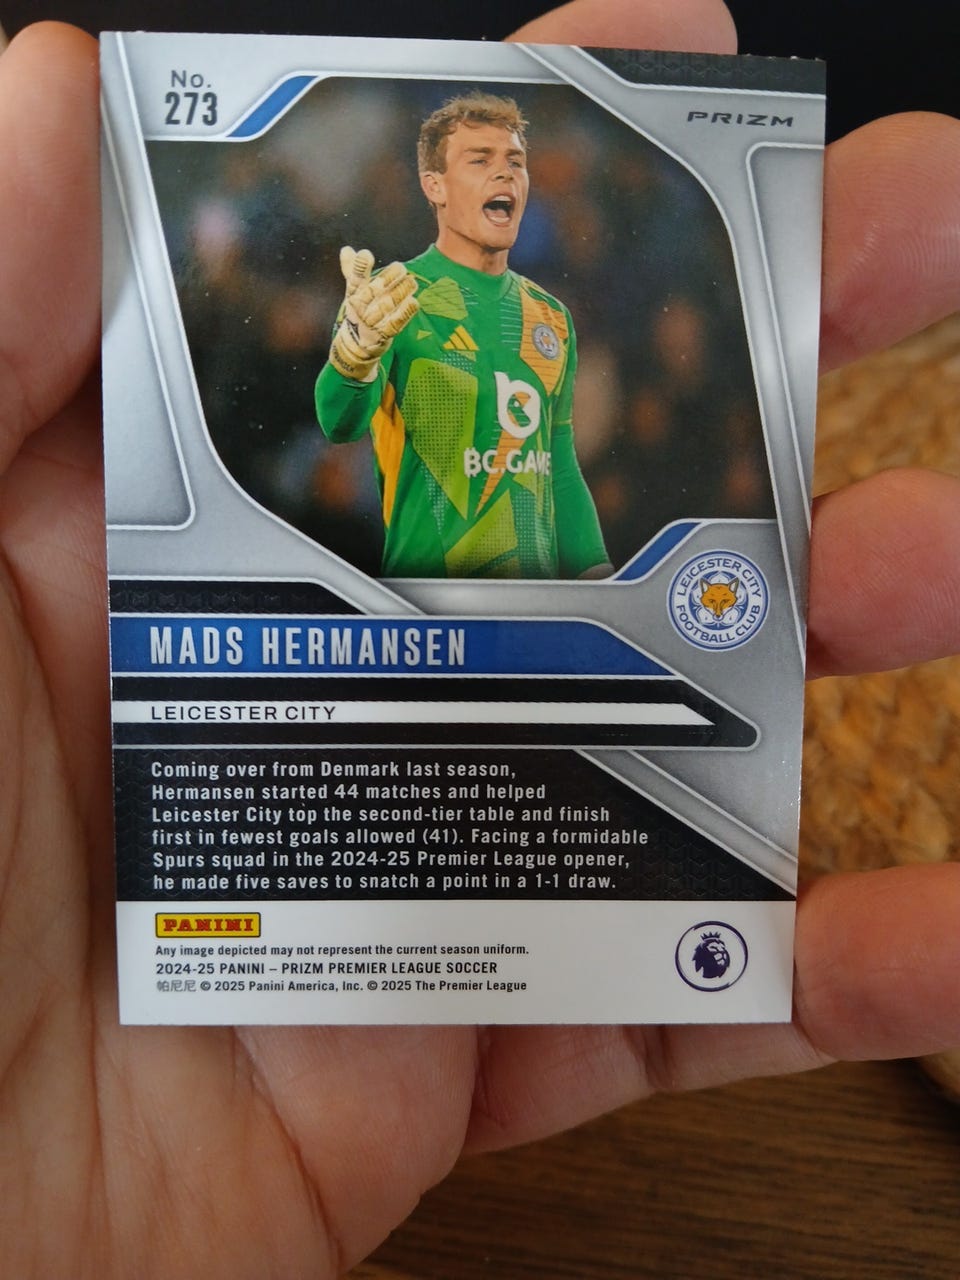 No.
273
PRIZM
BC.GAME
LEICESTER CITY
FOOTBALL CLUB
MADS HERMANSEN
LEICESTER CITY
Coming over from Denmark last season,
Hermansen started 44 matches and helped
Leicester City top the second-tier table and finish
first in fewest goals allowed (41). Facing a formidable
Spurs squad in the 2024-25 Premier League opener,
he made five saves to snatch a point in a 1-1 draw.
PANINI
Any image depicted may not represent the current season uniform.
2024-25 PANINI – PRIZM PREMIER LEAGUE SOCCER
帕尼尼 © 2025 Panini America, Inc. © 2025 The Premier League